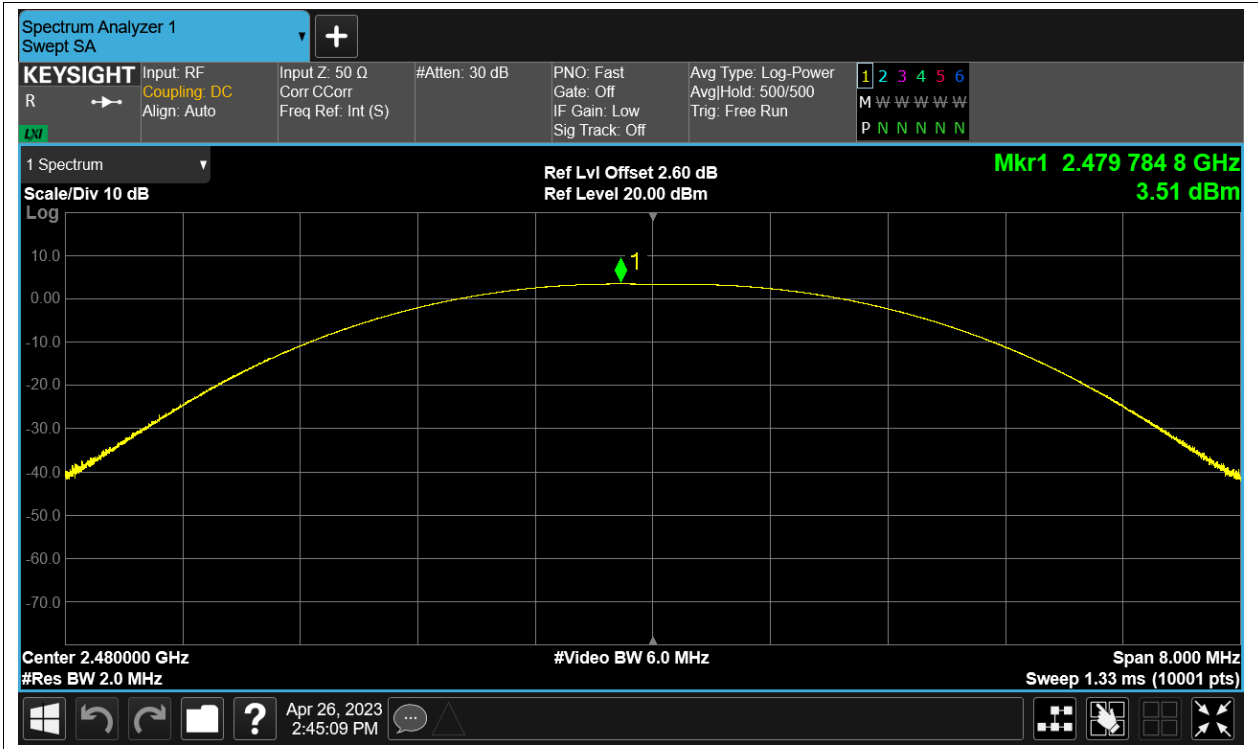 Spectrum Analyzer 1
Swept SA
KEYSIGHT
R
LXI
Input: RF
Coupling: DC
Align: Auto
Input Z: 50 Ω
Corr CCorr
Freq Ref: Int (S)
#Atten: 30 dB
PNO: Fast
Gate: Off
IF Gain: Low
Sig Track: Off
Avg Type: Log-Power
Avg|Hold: 500/500
Trig: Free Run
1 2 3 4 5 6
M W W W W W W
P N N N N N N
1 Spectrum
Scale/Div 10 dB
Log
Ref Lvl Offset 2.60 dB
Ref Level 20.00 dBm
Mkr1 2.479 784 8 GHz
3.51 dBm
1
10.0
0.00
-10.0
-20.0
-30.0
-40.0
-50.0
-60.0
-70.0
Center 2.480000 GHz
#Video BW 6.0 MHz
Span 8.000 MHz
#Res BW 2.0 MHz
Sweep 1.33 ms (10001 pts)
?
Apr 26, 2023
2:45:09 PM